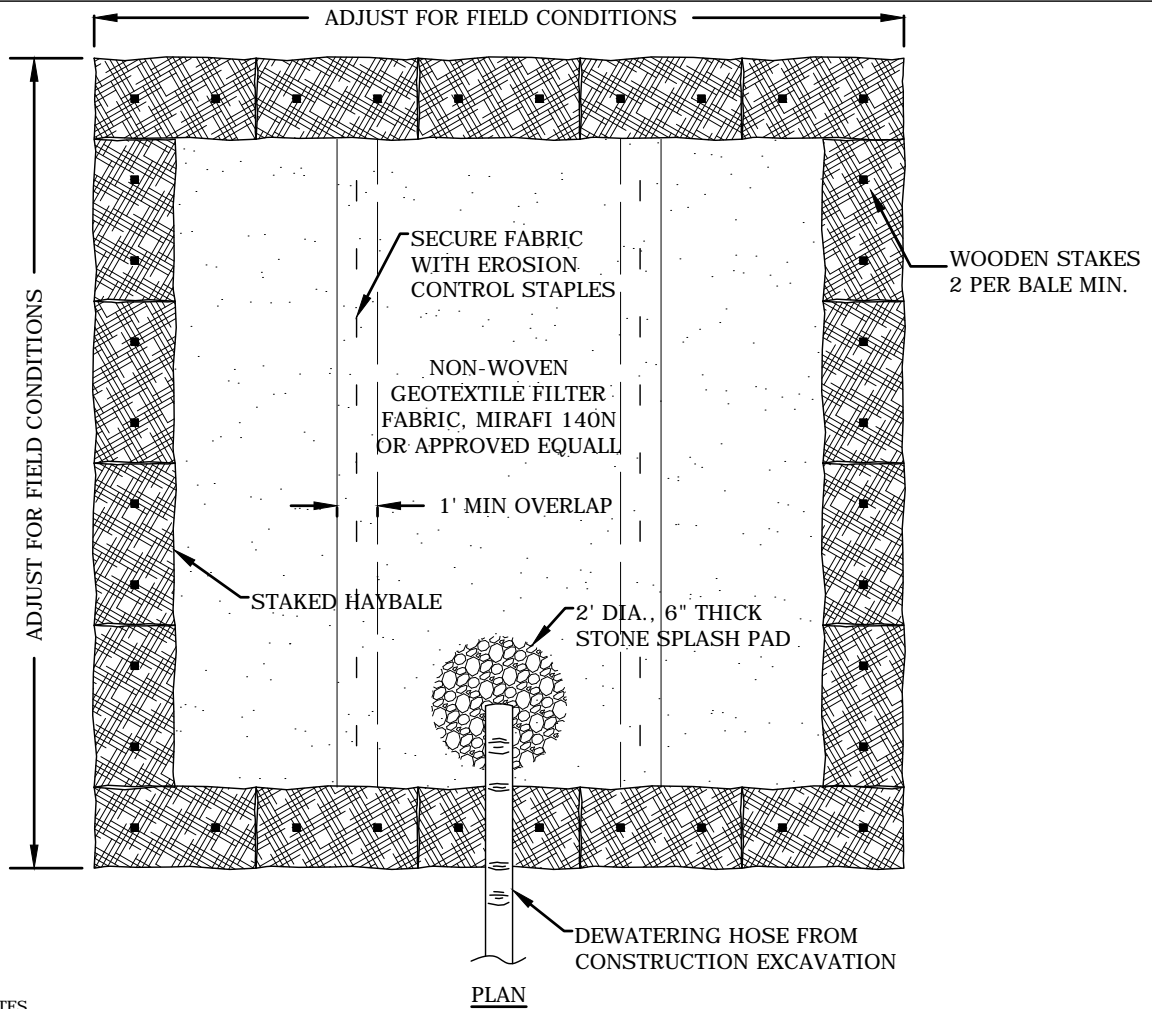 ADJUST FOR FIELD CONDITIONS
ADJUST FOR FIELD CONDITIONS
SECURE FABRIC
WITH EROSION
CONTROL STAPLES
WOODEN STAKES
2 PER BALE MIN.
NON-WOVEN
GEOTEXTILE FILTER
FABRIC, MIRAFI 140N
OR APPROVED EQUALL
1' MIN OVERLAP
STAKED HAYBALE
2' DIA., 6" THICK
STONE SPLASH PAD
DEWATERING HOSE FROM
CONSTRUCTION EXCAVATION
PLAN